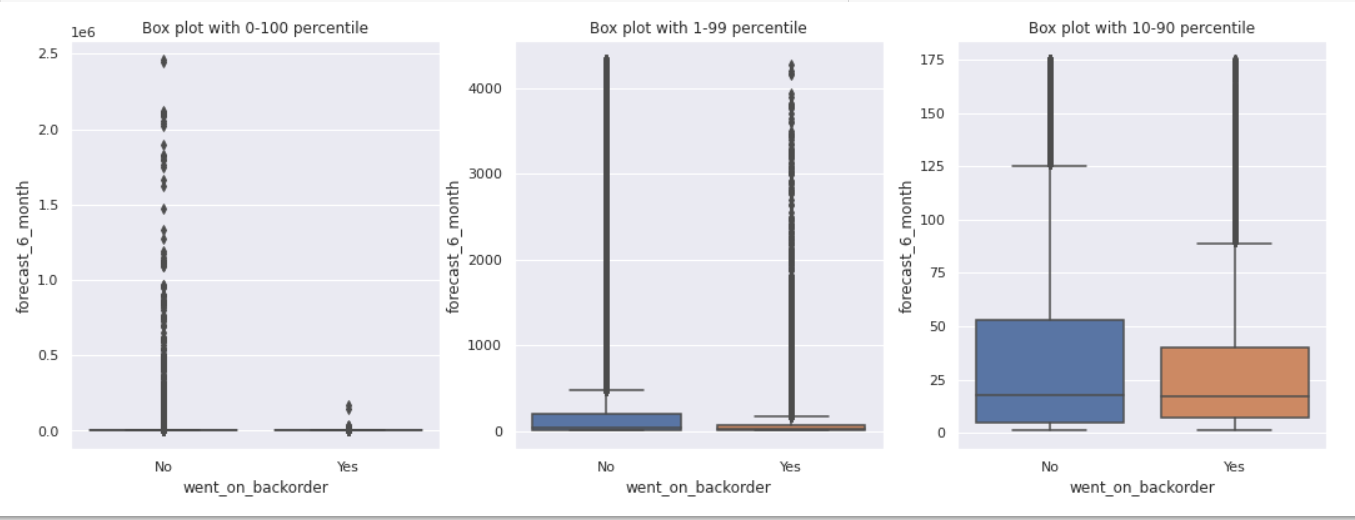 Box plot with 0-100 percentile
1e6
2.5
2.0
1.5
1.0
0.5
0.0
forecast_6_month
No
Yes
went_on_backorder
Box plot with 1-99 percentile
4000
3000
2000
1000
0
forecast_6_month
No
Yes
went_on_backorder
Box plot with 10-90 percentile
175
150
125
100
75
50
25
0
forecast_6_month
No
Yes
went_on_backorder